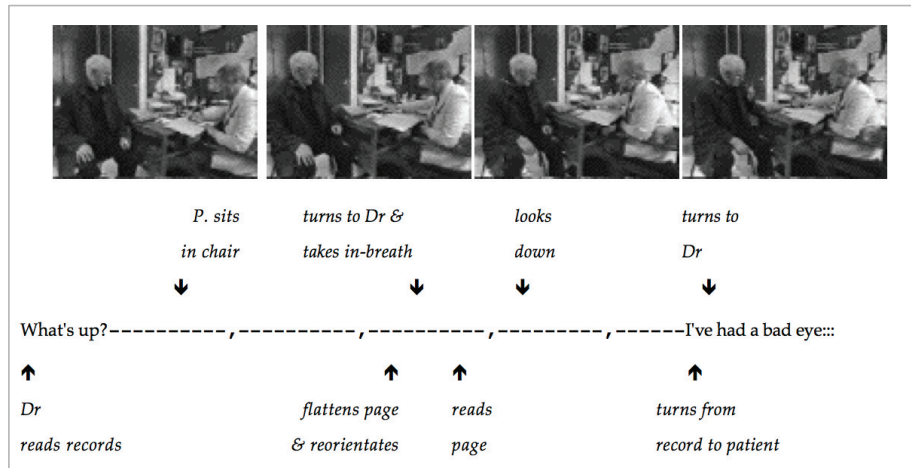 P. sits turns to Dr & looks turns to
in chair takes in-breath down Dr
What's up?----------,----------,----------,---------,------I've had a bad eye:::
Dr flattens page reads turns from
reads records & reorientates page record to patient